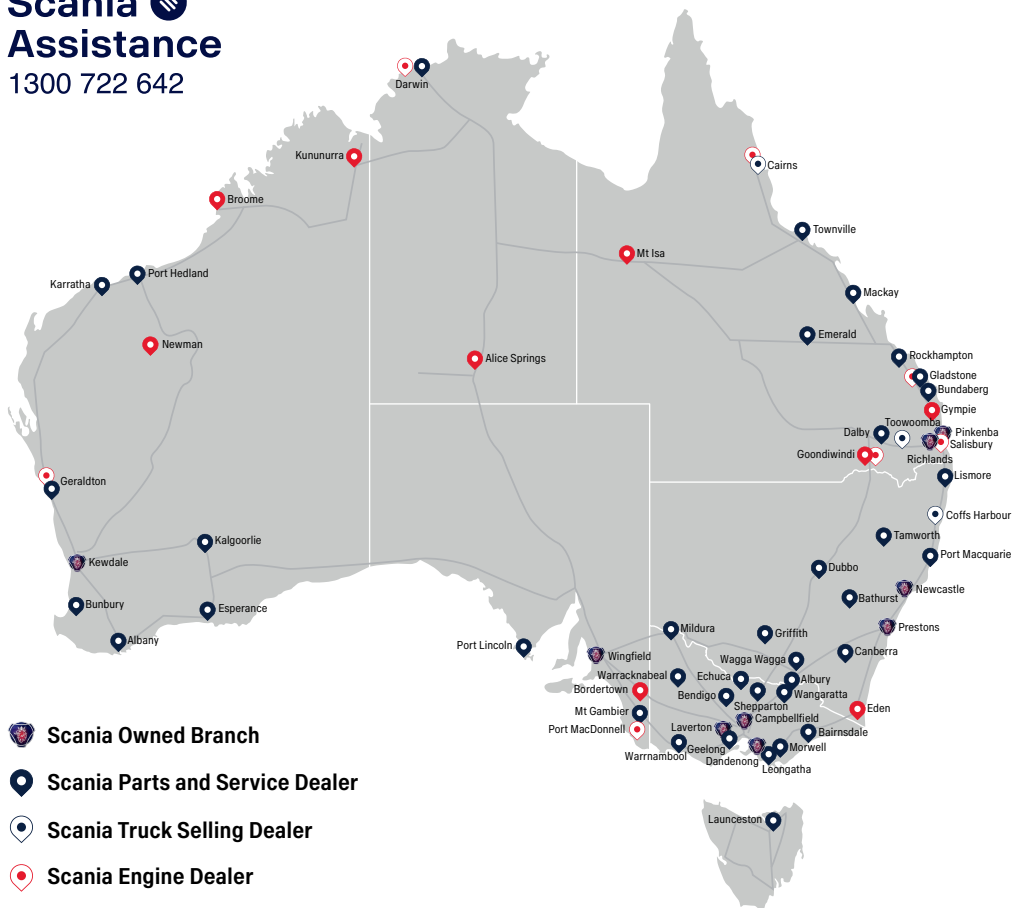 Scania
Assistance
1300 722 642
Darwin
Kununurra
Cairns
Broome
Townville
Mt Isa
Port Hedland
Karratha
Mackay
Emerald
Newman
Alice Springs
Rockhampton
Gladstone
Bundaberg
Gympie
Toowoomba
Dalby
Pinkenba
Salisbury
Goondiwindi
Richlands
Geraldton
Lismore
Coffs Harbour
Tamworth
Kalgoorlie
Port Macquarie
Kewdale
Dubbo
Newcastle
Bathurst
Bunbury
Esperance
Prestons
Mildura
Griffith
Albany
Port Lincoln
Canberra
Wingfield
Wagga Wagga
Warracknabeal
Echuca
Albury
Bordertown
Bendigo
Wangaratta
Shepparton
Eden
Mt Gambier
Campbellfield
Port MacDonnell
Laverton
Bairnsdale
Geelong
Morwell
Warrnambool
Dandenong
Leongatha
Launceston
Scania Owned Branch
Scania Parts and Service Dealer
Scania Truck Selling Dealer
Scania Engine Dealer